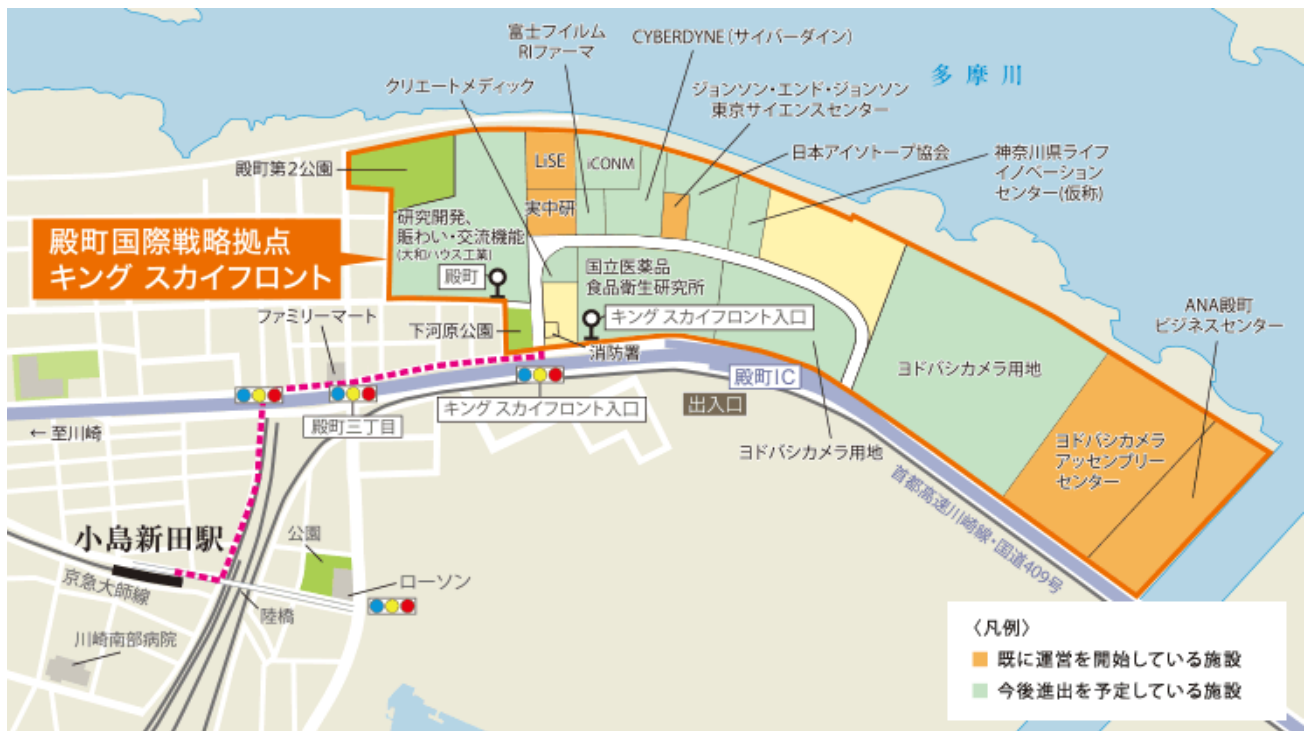 富士フイルム
RIファーマ
CYBERDYNE(サイバーダイン)
多摩川
クリエートメディック
ジョンソン・エンド・ジョンソン
東京サイエンスセンター
殿町第2公園
LiSE
iCONM
日本アイソトープ協会
神奈川県ライフ
イノベーション
センター(仮称)
実中研
研究開発、
賑わい・交流機能
(大和ハウス工業)
殿町国際戦略拠点
キング スカイフロント
殿町
国立医薬品
食品衛生研究所
キング スカイフロント入口
ANA殿町
ビジネスセンター
ファミリーマート
下河原公園
消防署
ヨドバシカメラ用地
殿町IC
出入口
キング スカイフロント入口
殿町三丁目
← 至川崎
ヨドバシカメラ用地
ヨドバシカメラ
アッセンブリー
センター
首都高速川崎線・国道409号
小島新田駅
公園
京急大師線
ローソン
陸橋
川崎南部病院
〈凡例〉
既に運営を開始している施設
今後進出を予定している施設